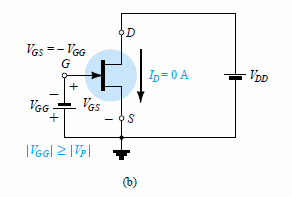 D
V_GS = – V_GG
G
I_D = 0 A
V_DD
+
–
V_GG
V_GS
+
–
S
|V_GG| ≥ |V_P|
(b)